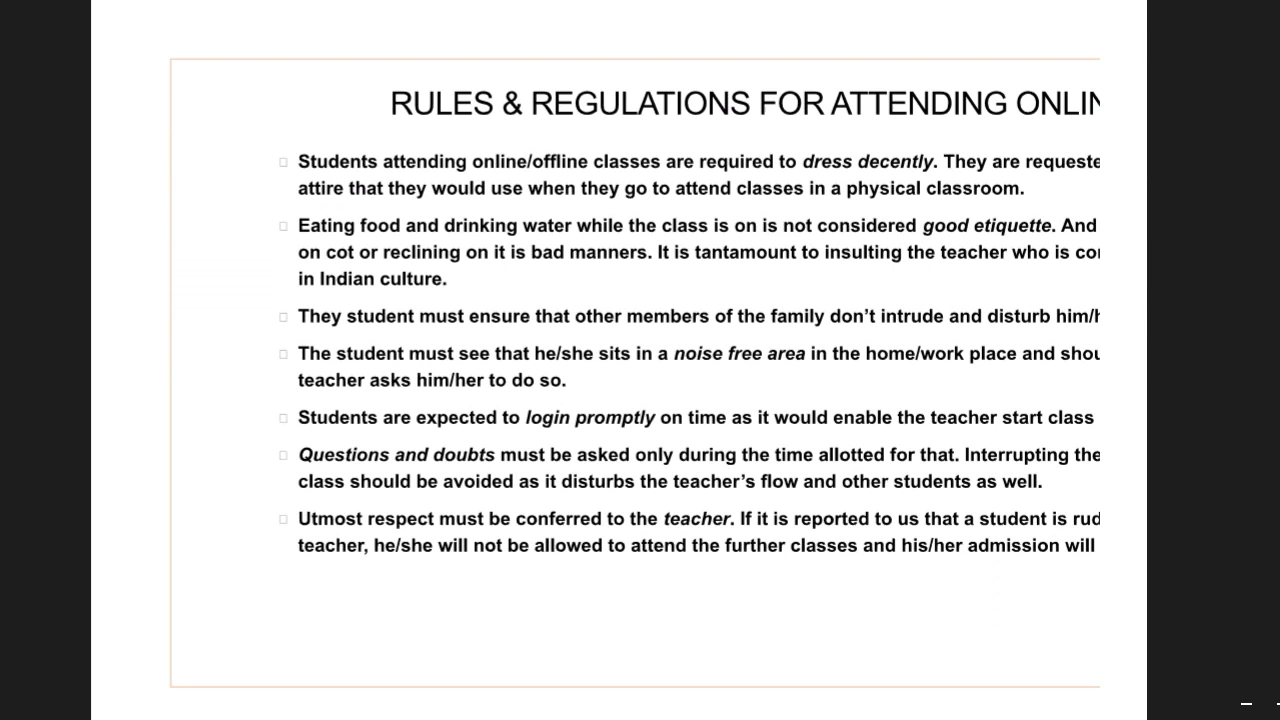 RULES & REGULATIONS FOR ATTENDING ONLIN
Students attending online/offline classes are required to dress decently. They are requeste
attire that they would use when they go to attend classes in a physical classroom.
Eating food and drinking water while the class is on is not considered good etiquette. And
on cot or reclining on it is bad manners. It is tantamount to insulting the teacher who is co
in Indian culture.
They student must ensure that other members of the family don’t intrude and disturb him/
The student must see that he/she sits in a noise free area in the home/work place and shou
teacher asks him/her to do so.
Students are expected to login promptly on time as it would enable the teacher start class
Questions and doubts must be asked only during the time allotted for that. Interrupting the
class should be avoided as it disturbs the teacher’s flow and other students as well.
Utmost respect must be conferred to the teacher. If it is reported to us that a student is rud
teacher, he/she will not be allowed to attend the further classes and his/her admission will